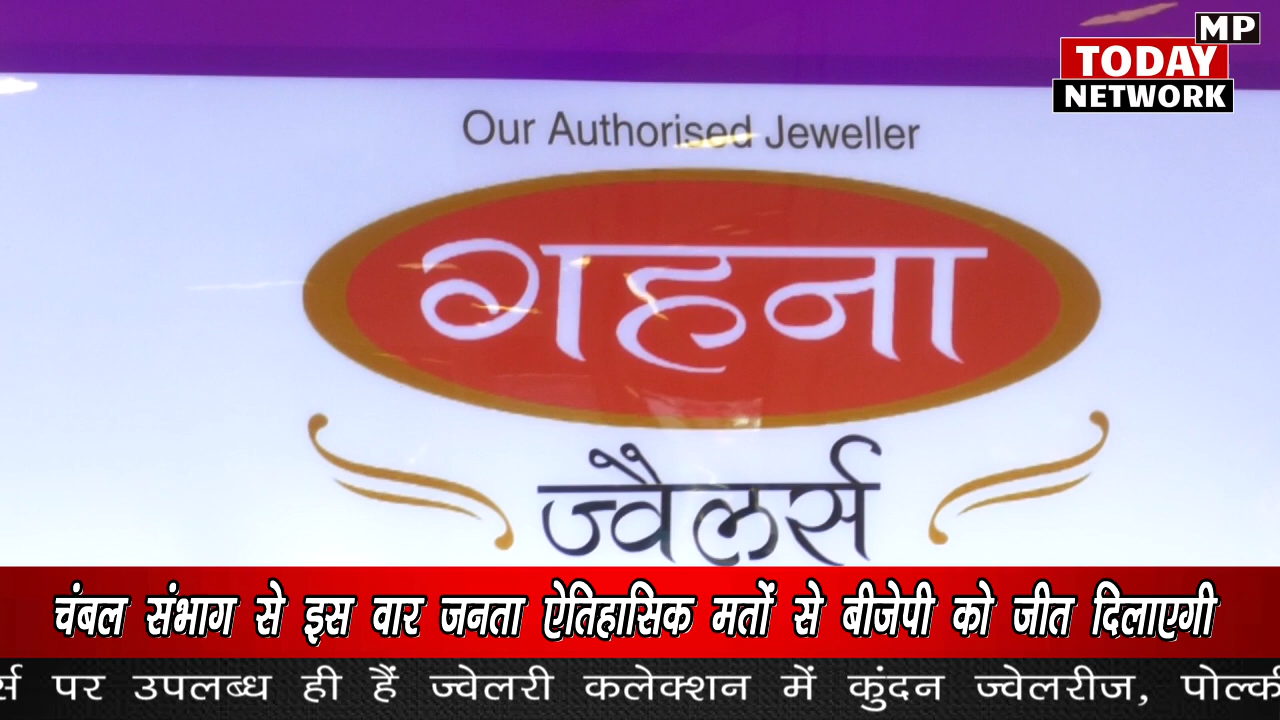 MP
TODAY
NETWORK
Our Authorised Jeweller
गहना
ज्वैलर्स
चंबल संभाग से इस वार जनता ऐतिहासिक मतों से बीजेपी को जीत दिलाएगी
पर उपलब्ध ही हैं ज्वेलरी कलेक्शन में कुंदन ज्वेलरीज,